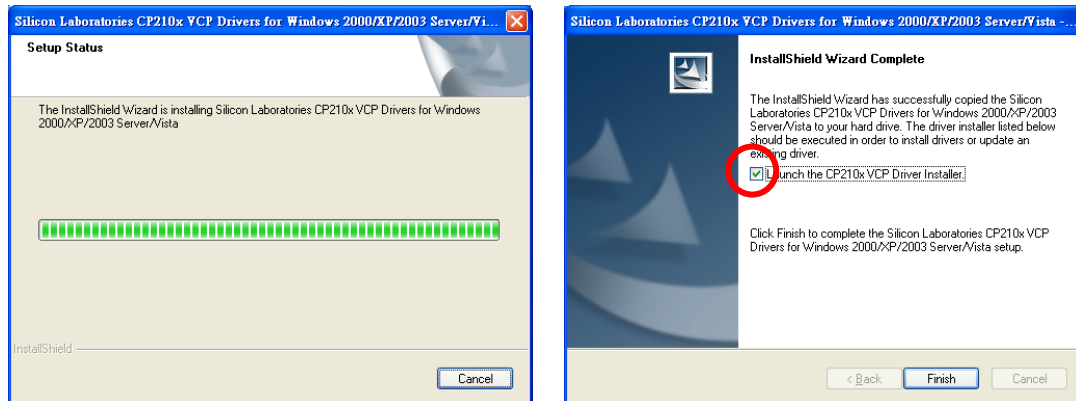 Silicon Laboratories CP210x VCP Drivers for Windows 2000/XP/2003 Server/Vi...
Setup Status
The InstallShield Wizard is installing Silicon Laboratories CP210x VCP Drivers for Windows
2000/XP/2003 Server/Vista
InstallShield
Cancel
Silicon Laboratories CP210x VCP Drivers for Windows 2000/XP/2003 Server/Vista -...
InstallShield Wizard Complete
The InstallShield Wizard has successfully copied the Silicon
Laboratories CP210x VCP Drivers for Windows 2000/XP/2003
Server/Vista to your hard drive. The driver installer listed below
should be executed in order to install drivers or update an
existing driver.
Launch the CP210x VCP Driver Installer.
Click Finish to complete the Silicon Laboratories CP210x VCP
Drivers for Windows 2000/XP/2003 Server/Vista setup.
< Back
Finish
Cancel